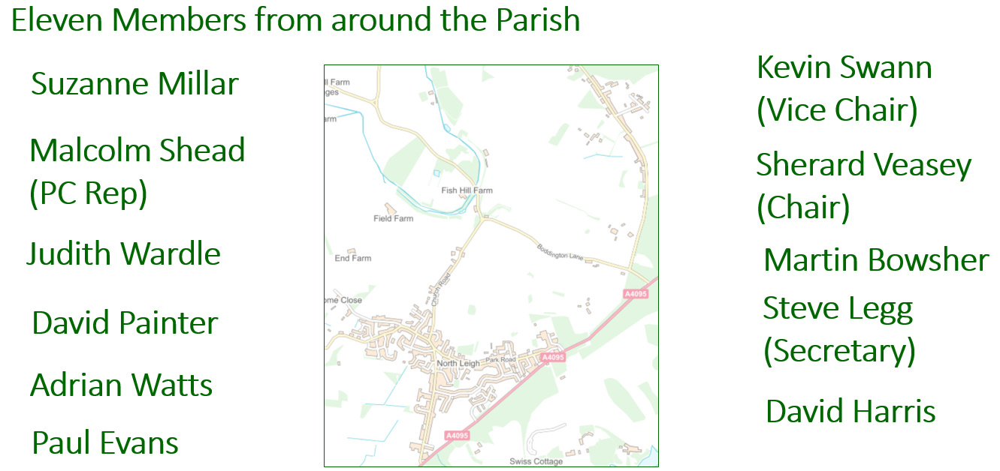 Eleven Members from around the Parish
Suzanne Millar
Malcolm Shead
(PC Rep)
Judith Wardle
David Painter
Adrian Watts
Paul Evans
ll Farm
ges
arm
Fish Hill Farm
Field Farm
End Farm
Boddington Lane
Church Road
ome Close
A4095
North Leigh
Park Road
A4095
A4095
Swiss Cottage
Kevin Swann
(Vice Chair)
Sherard Veasey
(Chair)
Martin Bowsher
Steve Legg
(Secretary)
David Harris